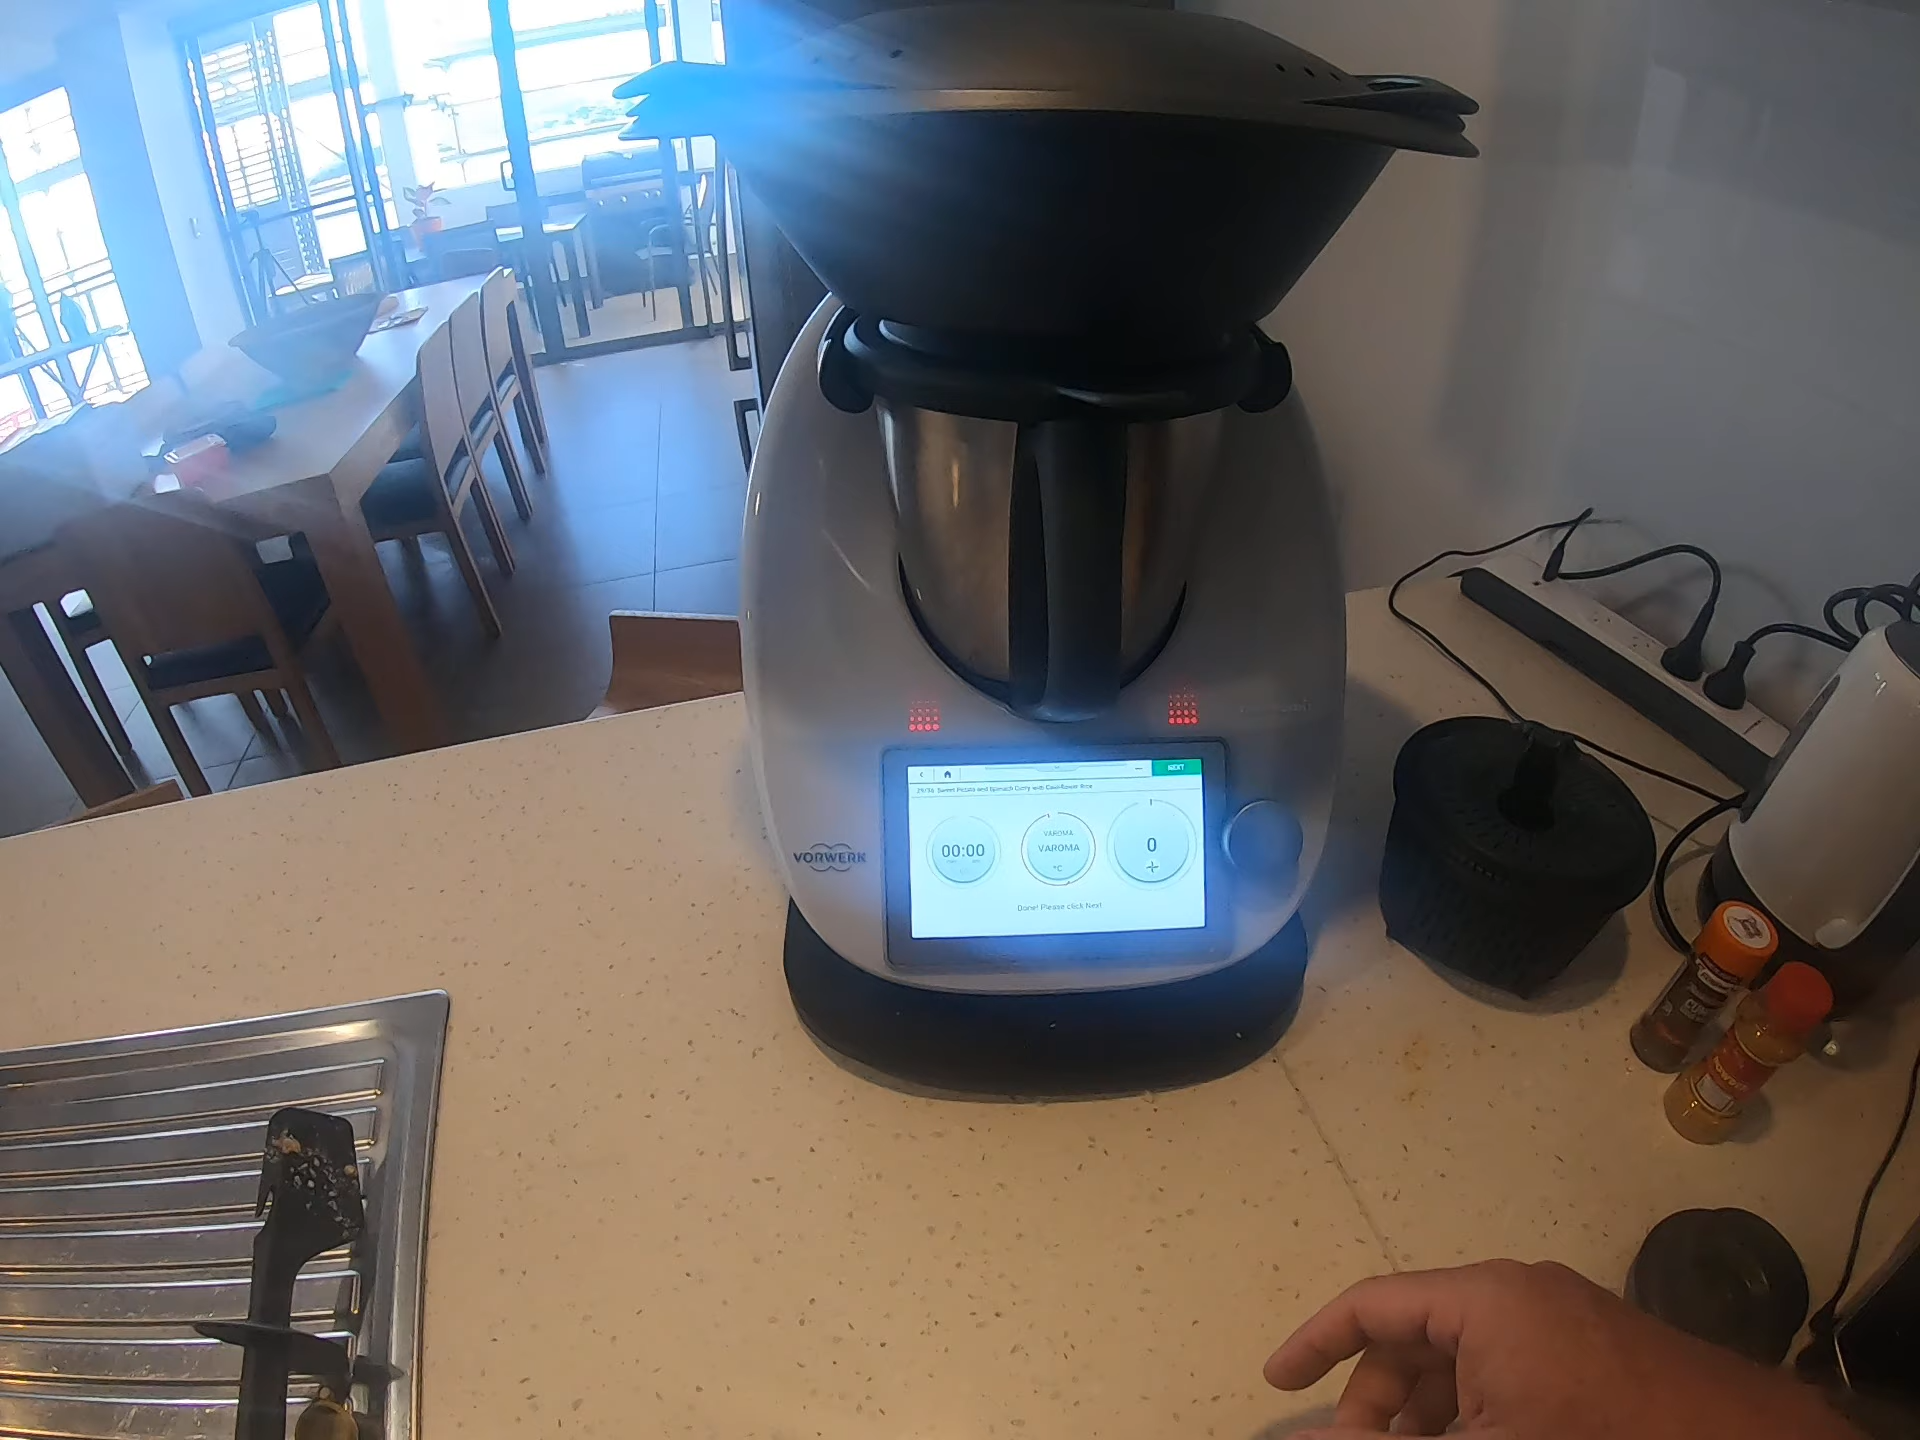 NEXT
29/36 Sweet Potato and Spinach Curry with Cauliflower Rice
00:00
VAROMA
VAROMA
°C
0
Done! Please click Next
VORWERK
POWDER